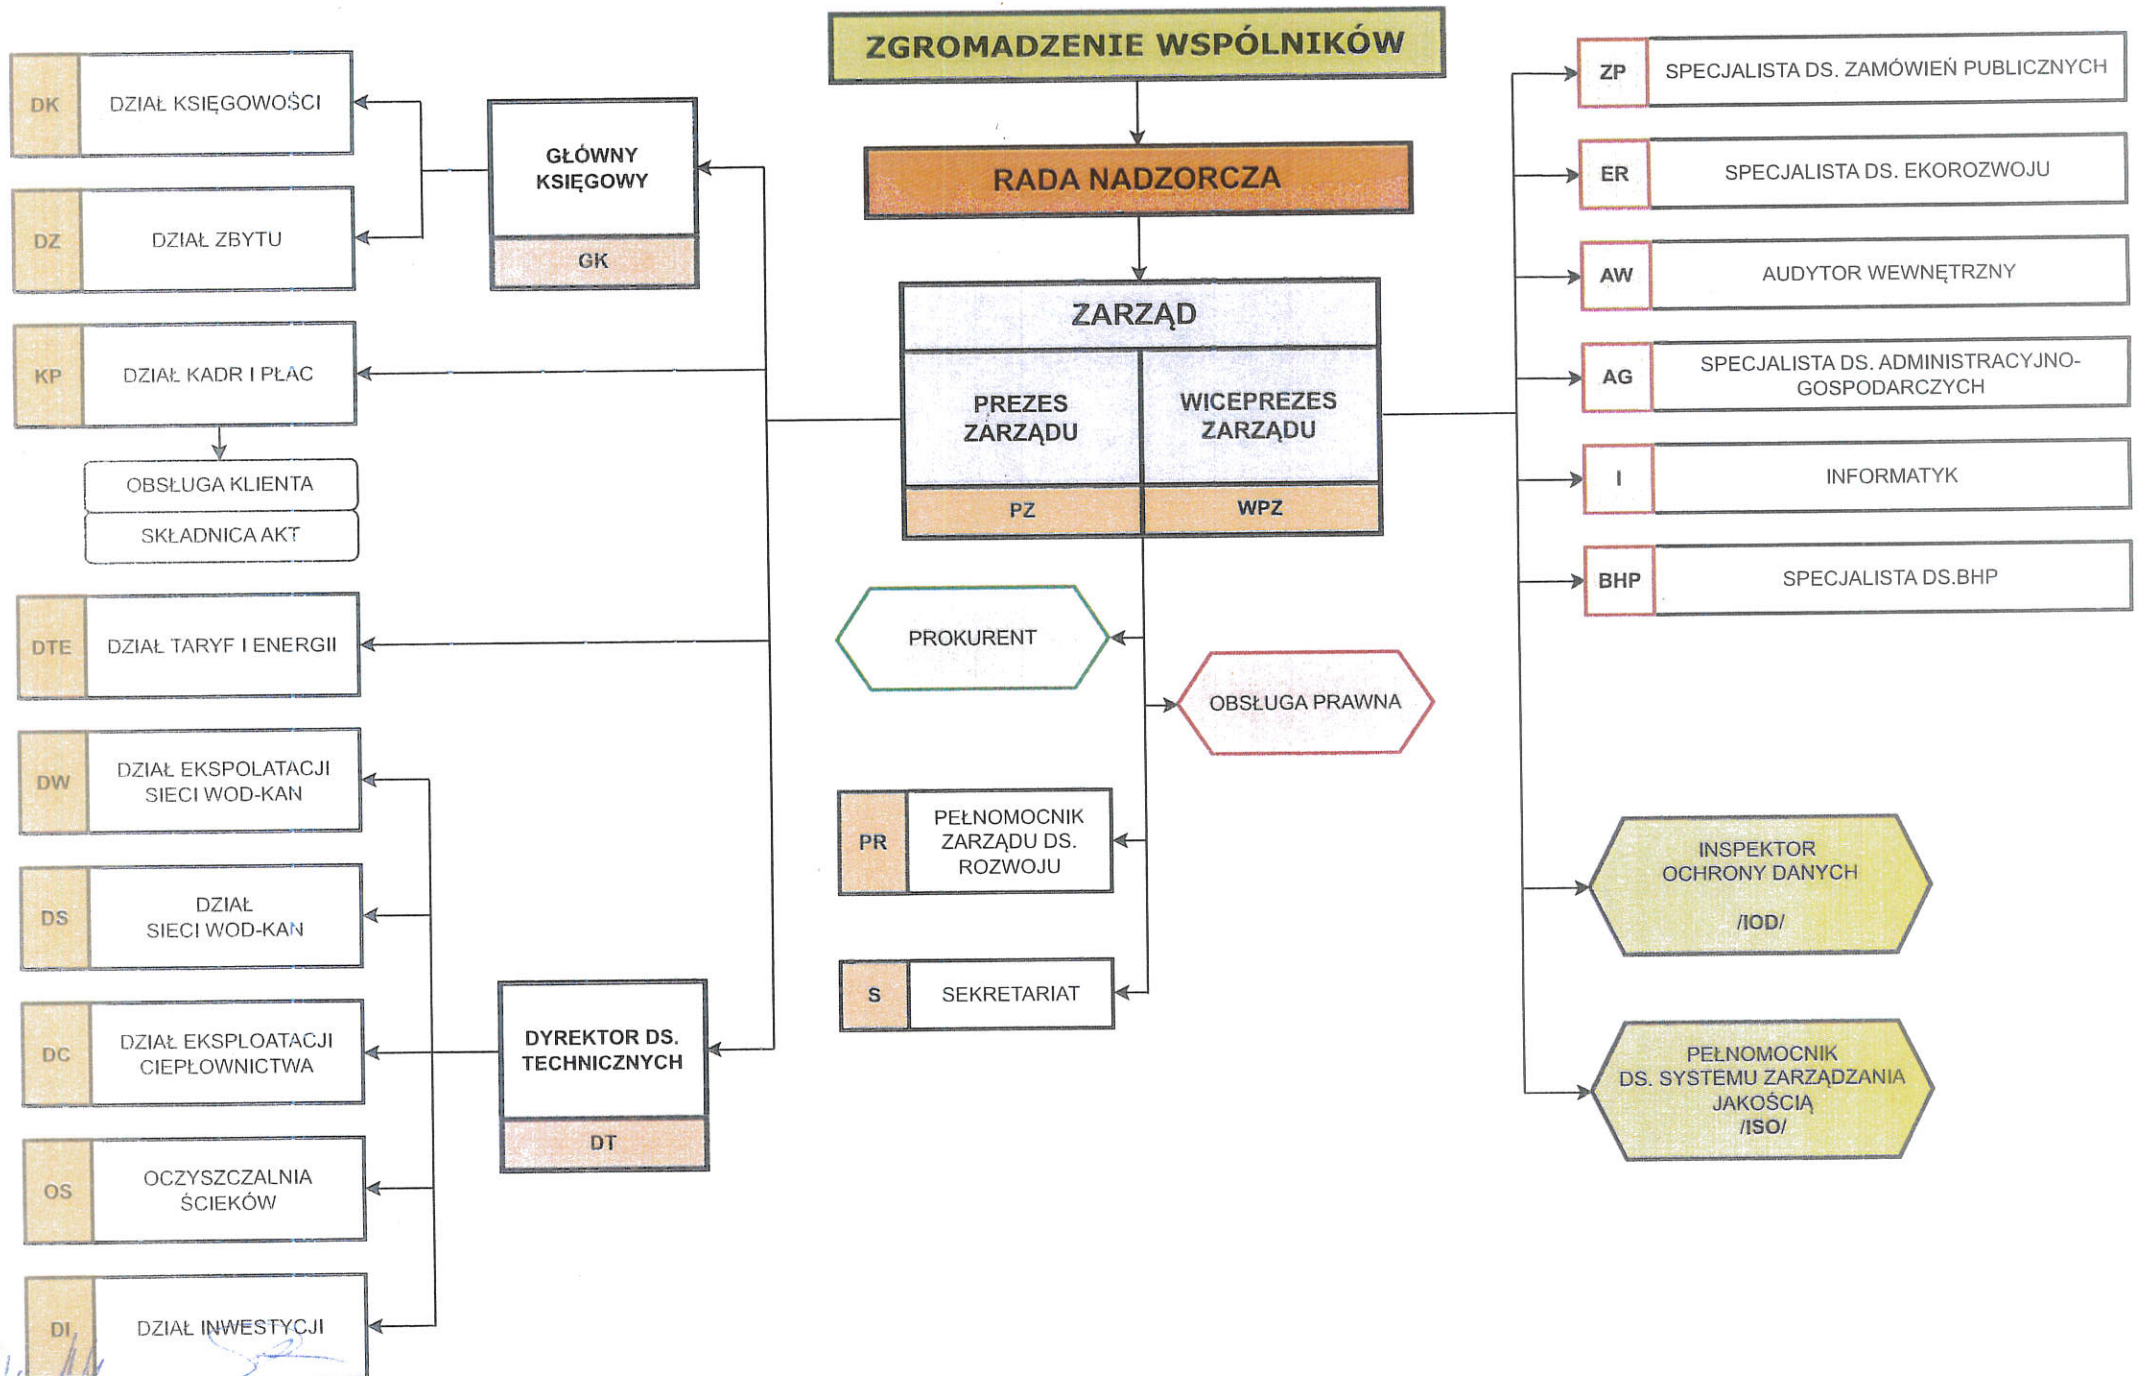 ZGROMADZENIE WSPÓLNIKÓW
RADA NADZORCZA
ZARZĄD
PREZES
ZARZĄDU
PZ
WICEPREZES
ZARZĄDU
WPZ
DK
DZIAŁ KSIĘGOWOŚCI
DZ
DZIAŁ ZBYTU
GŁÓWNY
KSIĘGOWY
GK
KP
DZIAŁ KADR I PŁAC
OBSŁUGA KLIENTA
SKŁADNICA AKT
DTE
DZIAŁ TARYF I ENERGII
DW
DZIAŁ EKSPOLATACJI
SIECI WOD-KAN
DS
DZIAŁ
SIECI WOD-KAN
DC
DZIAŁ EKSPLOATACJI
CIEPŁOWNICTWA
OS
OCZYSZCZALNIA
ŚCIEKÓW
DI
DZIAŁ INWESTYCJI
DYREKTOR DS.
TECHNICZNYCH
DT
PROKURENT
OBSŁUGA PRAWNA
PR
PEŁNOMOCNIK
ZARZĄDU DS.
ROZWOJU
S
SEKRETARIAT
ZP
SPECJALISTA DS. ZAMÓWIEŃ PUBLICZNYCH
ER
SPECJALISTA DS. EKOROZWOJU
AW
AUDYTOR WEWNĘTRZNY
AG
SPECJALISTA DS. ADMINISTRACYJNO-
GOSPODARCZYCH
I
INFORMATYK
BHP
SPECJALISTA DS.BHP
INSPEKTOR
OCHRONY DANYCH
/IOD/
PEŁNOMOCNIK
DS. SYSTEMU ZARZĄDZANIA
JAKOŚCIĄ
/ISO/